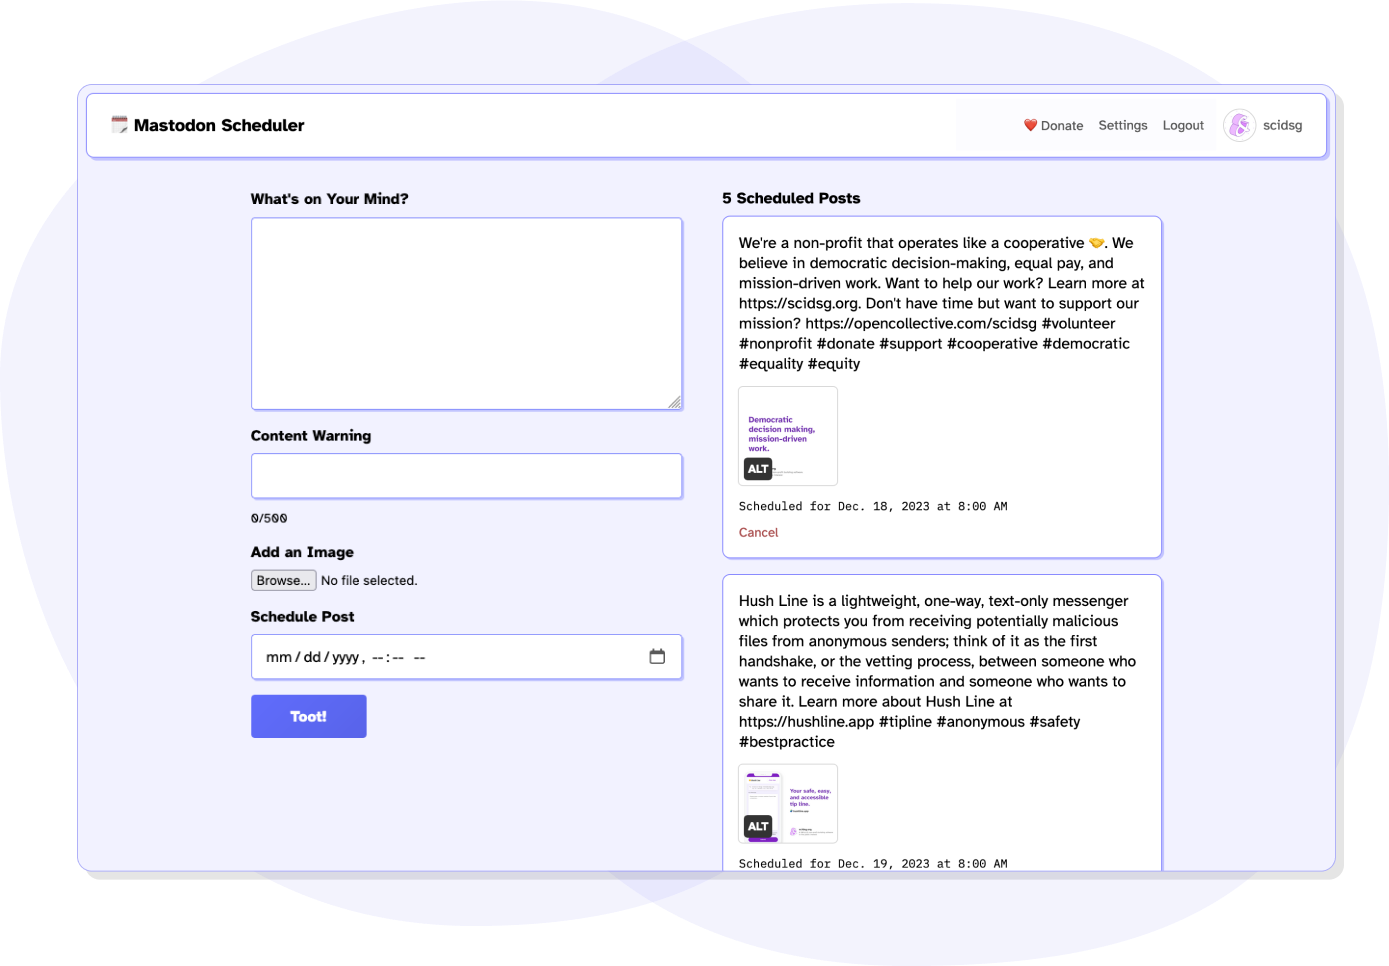 Mastodon Scheduler
Donate Settings Logout scidsg
What's on Your Mind?
Content Warning
0/500
Add an Image
Browse... No file selected.
Schedule Post
mm/dd/yyyy, --:-- --
Toot!
5 Scheduled Posts
We're a non-profit that operates like a cooperative 🤝. We
believe in democratic decision-making, equal pay, and
mission-driven work. Want to help our work? Learn more at
https://scidsg.org. Don't have time but want to support our
mission? https://opencollective.com/scidsg #volunteer
#nonprofit #donate #support #cooperative #democratic
#equality #equity
Democratic
decision making,
mission-driven
work.
ALT
Scheduled for Dec. 18, 2023 at 8:00 AM
Cancel
Hush Line is a lightweight, one-way, text-only messenger
which protects you from receiving potentially malicious
files from anonymous senders; think of it as the first
handshake, or the vetting process, between someone who
wants to receive information and someone who wants to
share it. Learn more about Hush Line at
https://hushline.app #tipline #anonymous #safety
#bestpractice
Your safe, easy,
and accessible
tip line.
ALT
Scheduled for Dec. 19, 2023 at 8:00 AM